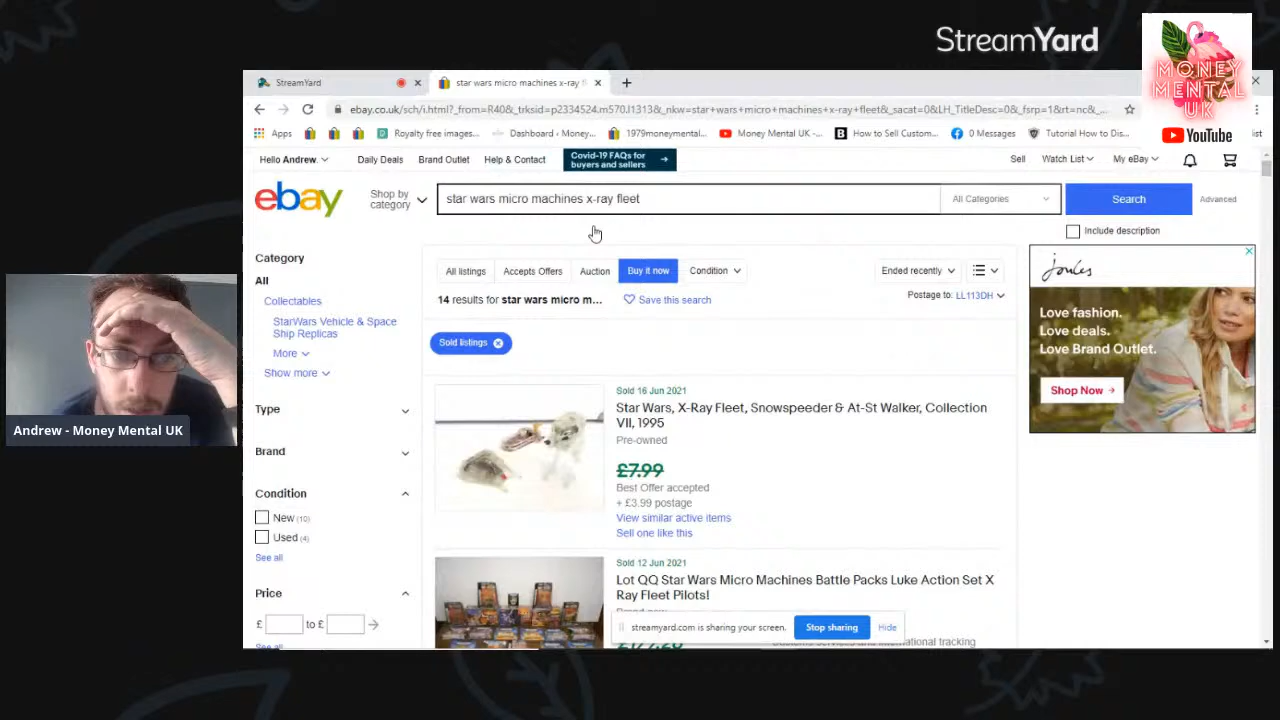 StreamYard
MONEY
MENTAL
UK
YouTube
StreamYard
star wars micro machines x-ray f
ebay.co.uk/sch/i.html?_from=R40&_trksid=p2334524.m570.l1313&_nkw=star+wars+micro+machines+x-ray+fleet&_sacat=0&LH_TitleDesc=0&_fsrp=1&rt=nc&_...
Apps
Royalty free images...
Dashboard ‹ Money...
1979moneymental...
Money Mental UK -...
How to Sell Custom...
0 Messages
Tutorial How to Dis...
ist
Hello Andrew.
Daily Deals
Brand Outlet
Help & Contact
Covid-19 FAQs for
buyers and sellers
Sell
Watch List
My eBay
ebay
Shop by
category
star wars micro machines x-ray fleet
All Categories
Search
Advanced
Include description
Category
All
Collectables
StarWars Vehicle & Space
Ship Replicas
More
Show more
Type
Brand
Condition
New (10)
Used (4)
See all
Price
£ to £
See all
All listings
Accepts Offers
Auction
Buy it now
Condition
Ended recently
14 results for star wars micro m...
Save this search
Postage to: LL113DH
Sold listings
Sold 16 Jun 2021
Star Wars, X-Ray Fleet, Snowspeeder & At-St Walker, Collection
VII, 1995
Pre-owned
£7.99
Best Offer accepted
+ £3.99 postage
View similar active items
Sell one like this
Sold 12 Jun 2021
Lot QQ Star Wars Micro Machines Battle Packs Luke Action Set X
Ray Fleet Pilots!
streamyard.com is sharing your screen.
Stop sharing
Hide
international tracking
joules
Love fashion.
Love deals.
Love Brand Outlet.
Shop Now
Andrew - Money Mental UK